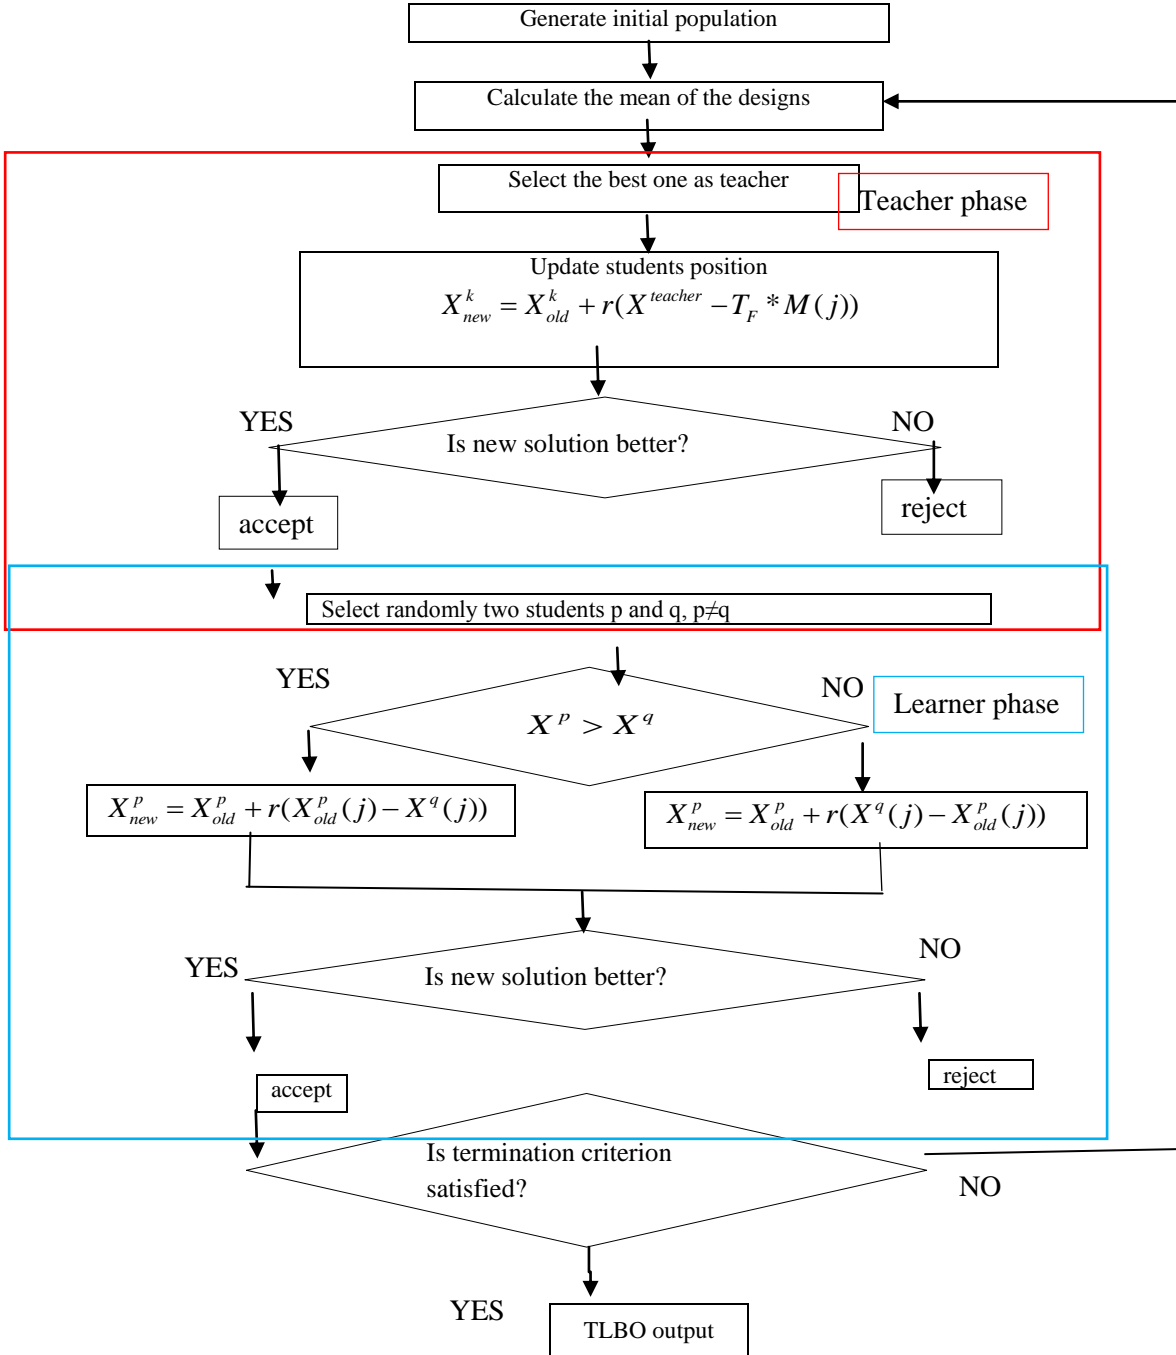 Generate initial population
Calculate the mean of the designs
Select the best one as teacher
Teacher phase
Update students position
X^k_new = X^k_old + r(X^teacher − T_F * M(j))
YES
NO
Is new solution better?
accept
reject
Select randomly two students p and q, p≠q
YES
NO
Learner phase
X^p > X^q
X^p_new = X^p_old + r(X^p_old(j) − X^q(j))
X^p_new = X^p_old + r(X^q(j) − X^p_old(j))
YES
NO
Is new solution better?
accept
reject
Is termination criterion
satisfied?
NO
YES
TLBO output